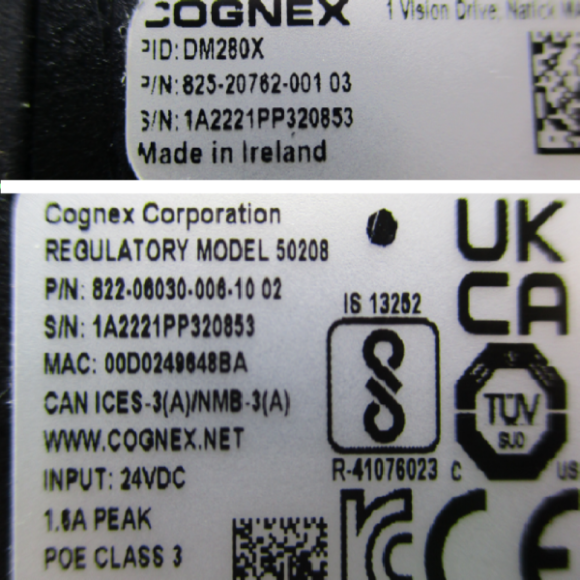 COGNEX
1 Vision Drive, Natick MA
PID: DM280X
P/N: 825-20762-001 03
S/N: 1A2221PP320853
Made in Ireland
Cognex Corporation
REGULATORY MODEL 50208
P/N: 822-06030-006-10 02
S/N: 1A2221PP320853
MAC: 00D0249648BA
CAN ICES-3(A)/NMB-3(A)
WWW.COGNEX.NET
INPUT: 24VDC
1.6A PEAK
POE CLASS 3
IS 13252
R-41076023
UK
CA
TÜV
SUD
C
US
CE